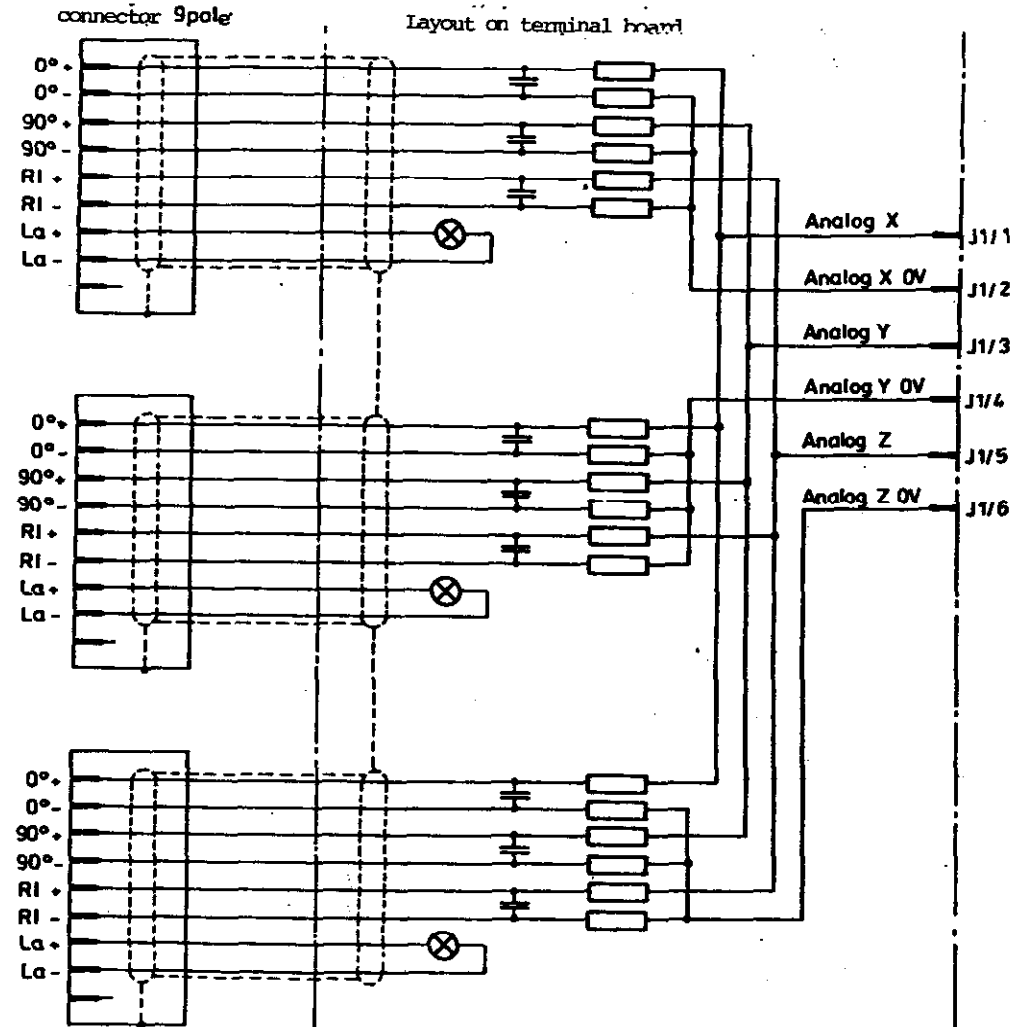 connector 9pole
Layout on terminal board
0° +
0° -
90° +
90° -
RI +
RI -
La +
La -
Analog X
J1/1
Analog X 0V
J1/2
Analog Y
J1/3
Analog Y 0V
J1/4
Analog Z
J1/5
Analog Z 0V
J1/6
0° +
0° -
90° +
90° -
RI +
RI -
La +
La -
0° +
0° -
90° +
90° -
RI +
RI -
La +
La -